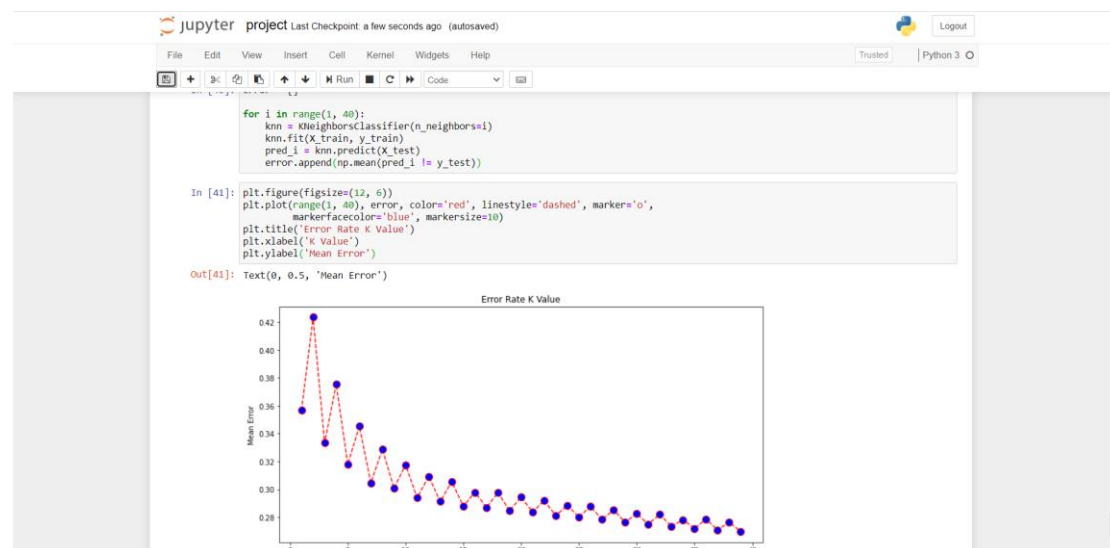 jupyter project Last Checkpoint: a few seconds ago (autosaved)
Logout
File Edit View Insert Cell Kernel Widgets Help
Trusted Python 3
Run Code
for i in range(1, 40):
knn = KNeighborsClassifier(n_neighbors=i)
knn.fit(X_train, y_train)
pred_i = knn.predict(X_test)
error.append(np.mean(pred_i != y_test))
In [41]: plt.figure(figsize=(12, 6))
plt.plot(range(1, 40), error, color='red', linestyle='dashed', marker='o',
markerfacecolor='blue', markersize=10)
plt.title('Error Rate K Value')
plt.xlabel('K Value')
plt.ylabel('Mean Error')
Out[41]: Text(0, 0.5, 'Mean Error')
Error Rate K Value
0.42
0.40
0.38
0.36
0.34
0.32
0.30
0.28
Mean Error